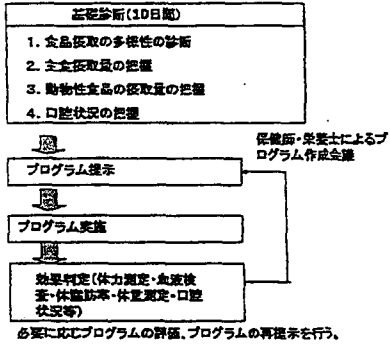 基礎診断(10日間)
1. 食品摂取の多様性の診断
2. 主食摂取量の把握
3. 動物性食品の摂取量の把握
4. 口腔状況の把握
保健師・栄養士によるプ
ログラム作成会議
プログラム提示
プログラム実施
効果判定(体力測定・血液検
査・体脂肪率・体重測定・口腔
状況等)
必要に応じプログラムの評価、プログラムの再提示を行う。